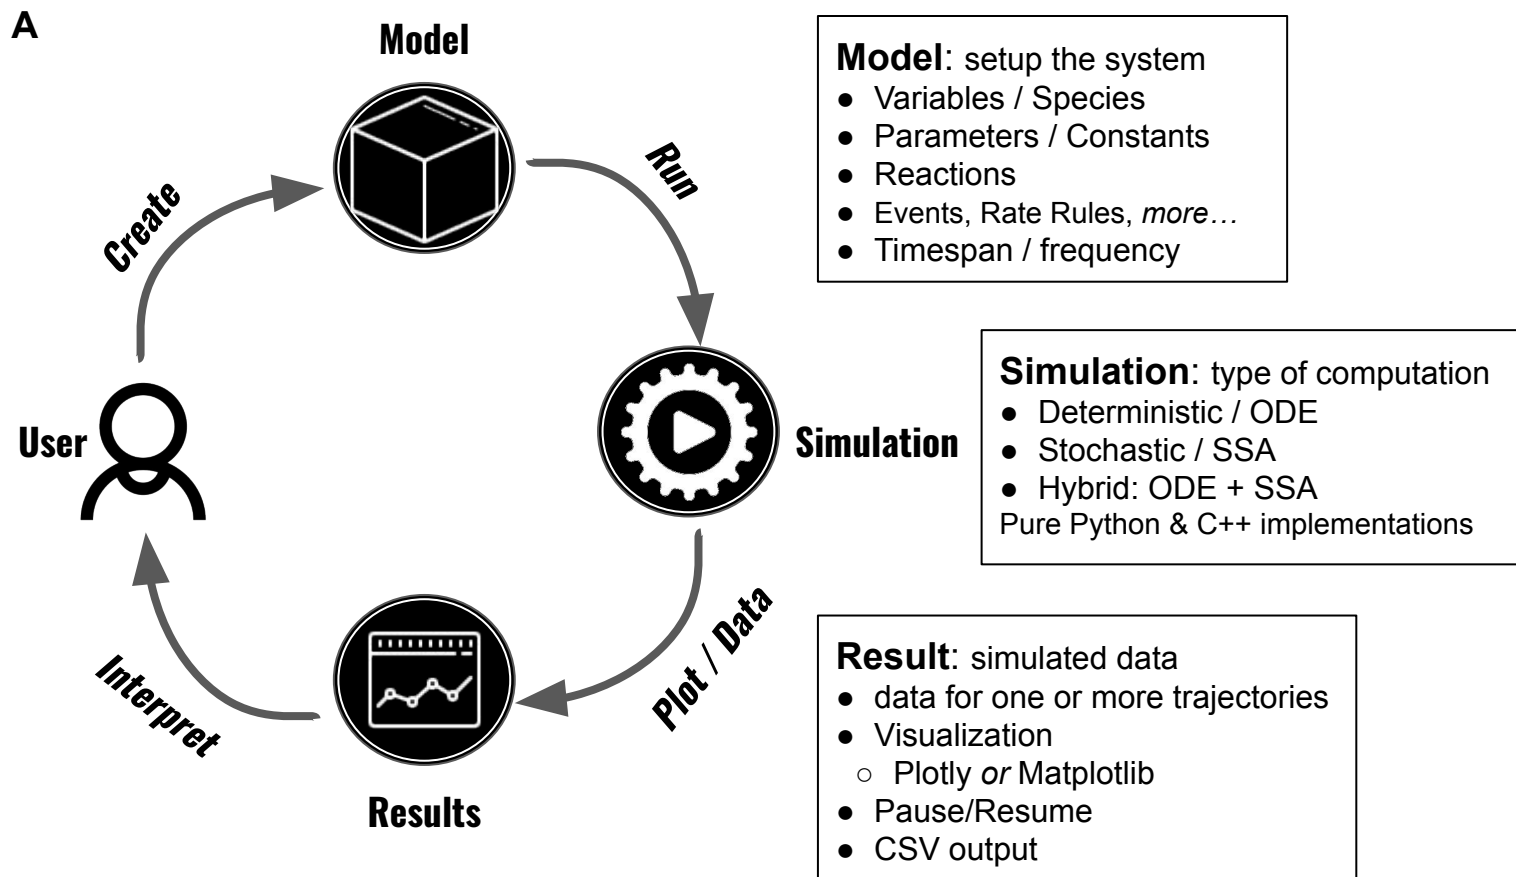 A
Model
Create
Run
User
Simulation
Interpret
Plot / Data
Results
Model: setup the system
● Variables / Species
● Parameters / Constants
● Reactions
● Events, Rate Rules, more…
● Timespan / frequency
Simulation: type of computation
● Deterministic / ODE
● Stochastic / SSA
● Hybrid: ODE + SSA
Pure Python & C++ implementations
Result: simulated data
● data for one or more trajectories
● Visualization
○ Plotly or Matplotlib
● Pause/Resume
● CSV output